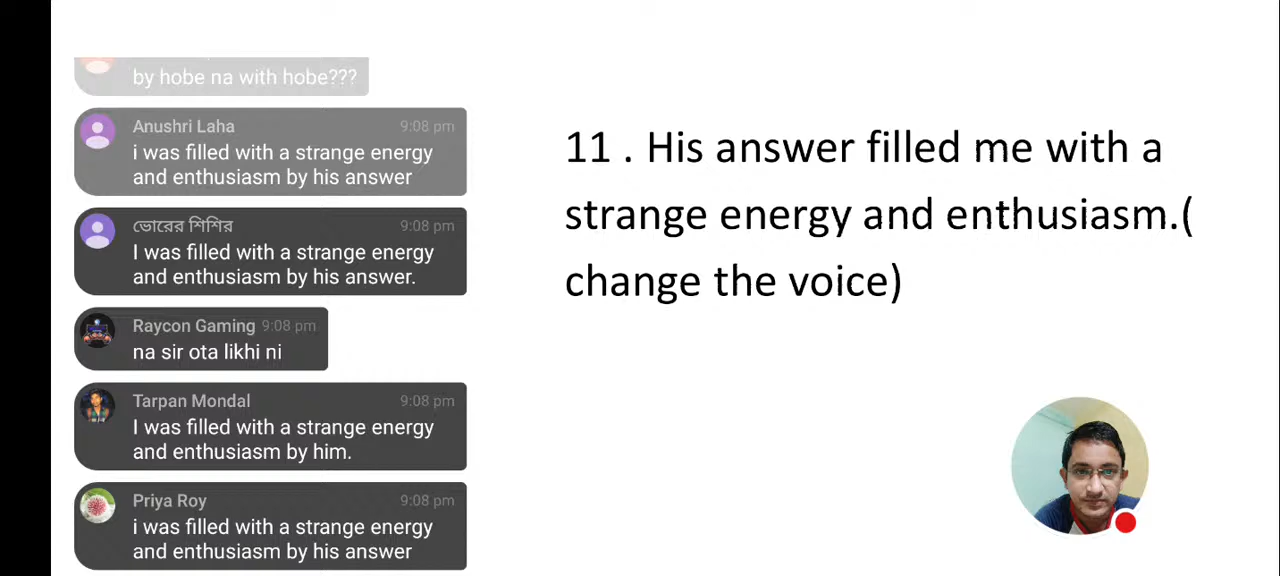 by hobe na with hobe???
Anushri Laha 9:08 pm
i was filled with a strange energy
and enthusiasm by his answer
ভোরের শিশির 9:08 pm
I was filled with a strange energy
and enthusiasm by his answer.
Raycon Gaming 9:08 pm
na sir ota likhi ni
Tarpan Mondal 9:08 pm
I was filled with a strange energy
and enthusiasm by him.
Priya Roy 9:08 pm
i was filled with a strange energy
and enthusiasm by his answer
11 . His answer filled me with a
strange energy and enthusiasm.(
change the voice)